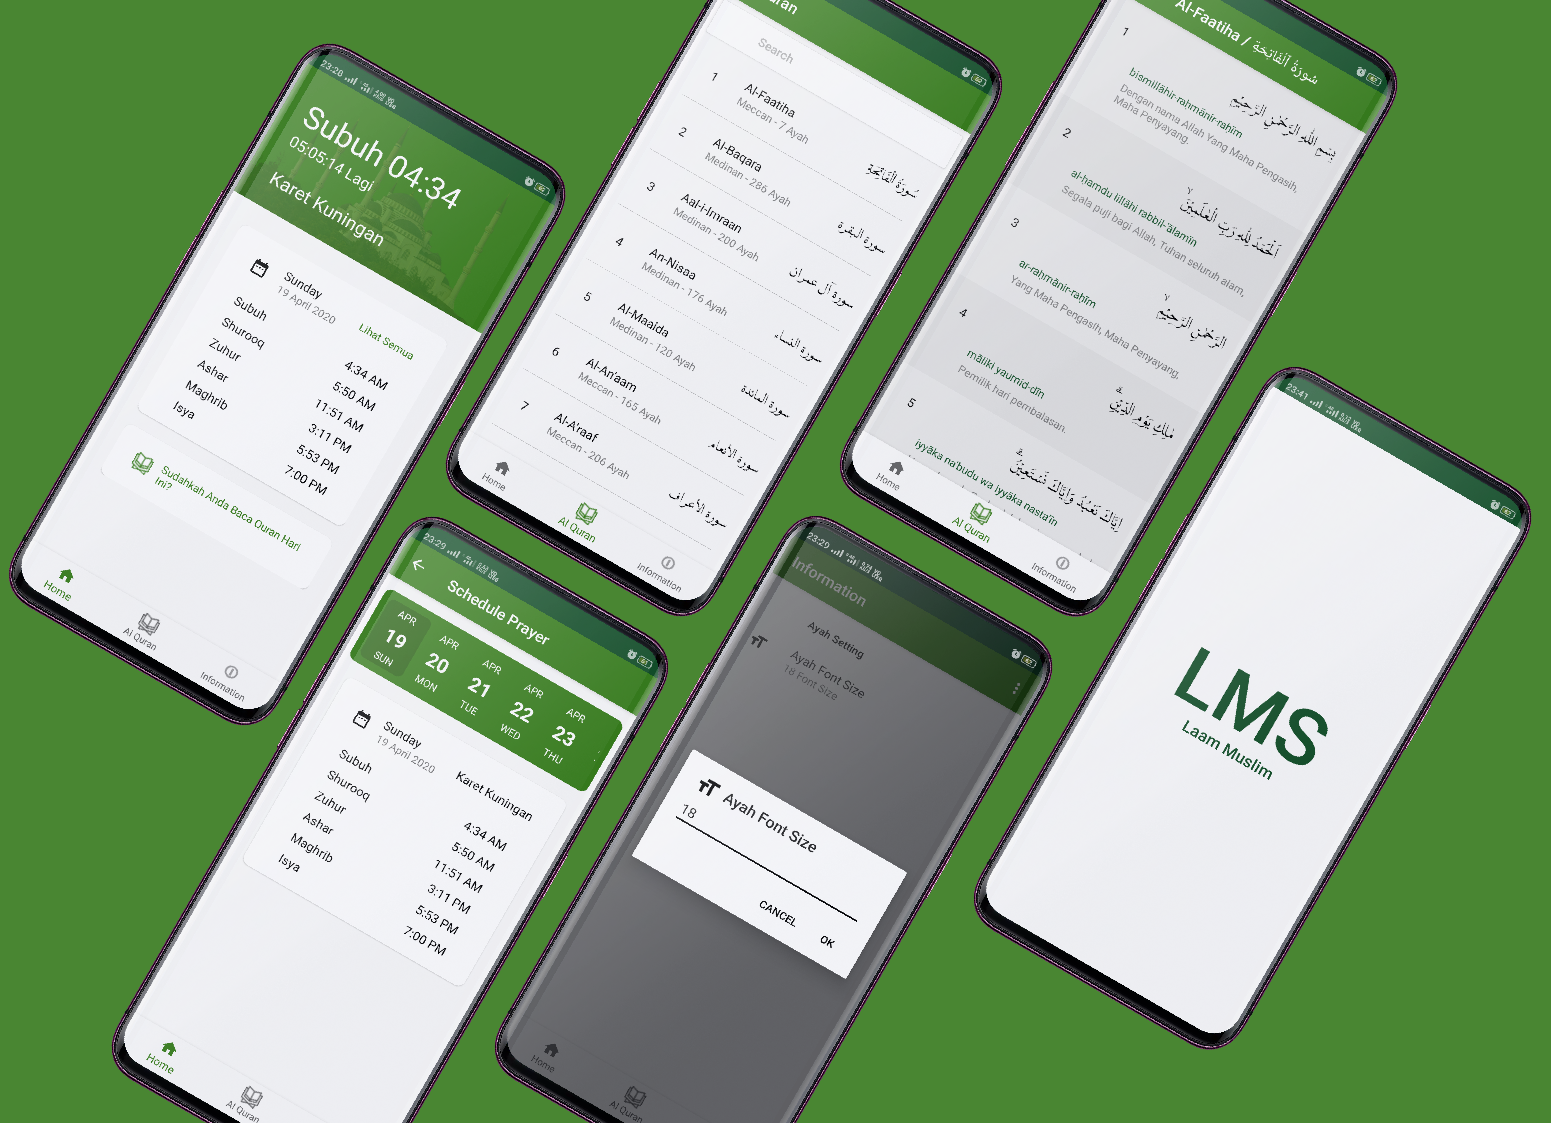 23:28
Subuh 04:34
05:05:14 Lagi
Karet Kuningan
Sunday
19 April 2020
Lihat Semua
Subuh 4:34 AM
Shurooq 5:50 AM
Zuhur 11:51 AM
Ashar 3:11 PM
Maghrib 5:53 PM
Isya 7:00 PM
Sudahkah Anda Baca Quran Hari
Ini?
Home
Al Quran
Information
Search
1
Al-Faatiha
Meccan - 7 Ayah
سورة الفاتحة
2
Al-Baqara
Medinan - 286 Ayah
سورة البقرة
3
Aal-i-Imraan
Medinan - 200 Ayah
سورة آل عمران
4
An-Nisaa
Medinan - 176 Ayah
سورة النساء
5
Al-Maaida
Medinan - 120 Ayah
سورة المائدة
6
Al-An'aam
Meccan - 165 Ayah
سورة الأنعام
7
Al-A'raaf
Meccan - 206 Ayah
سورة الأعراف
Home
Al Quran
Information
Al-Faatiha / سُورَةُ ٱلْفَاتِحَةِ
1
بِسْمِ اللّٰهِ الرَّحْمٰنِ الرَّحِيْمِ
bismillāhir-raḥmānir-raḥīm
Dengan nama Allah Yang Maha Pengasih,
Maha Penyayang.
2
اَلْحَمْدُ لِلّٰهِ رَبِّ الْعٰلَمِيْنَۙ
al-ḥamdu lillāhi rabbil-'ālamīn
Segala puji bagi Allah, Tuhan seluruh alam,
3
الرَّحْمٰنِ الرَّحِيْمِۙ
ar-raḥmānir-raḥīm
Yang Maha Pengasih, Maha Penyayang,
4
مٰلِكِ يَوْمِ الدِّيْنِۗ
māliki yaumid-dīn
Pemilik hari pembalasan.
5
اِيَّاكَ نَعْبُدُ وَاِيَّاكَ نَسْتَعِيْنُۗ
iyyāka na'budu wa iyyāka nasta'īn
Home
Al Quran
Information
23:29
Schedule Prayer
APR APR APR APR APR
19 20 21 22 23
SUN MON TUE WED THU
Sunday
19 April 2020
Karet Kuningan
Subuh 4:34 AM
Shurooq 5:50 AM
Zuhur 11:51 AM
Ashar 3:11 PM
Maghrib 5:53 PM
Isya 7:00 PM
Home
Al Quran
23:29
Information
Ayah Setting
Ayah Font Size
18 Font Size
Ayah Font Size
18
CANCEL OK
Home
Al Quran
23:41
LMS
Laam Muslim